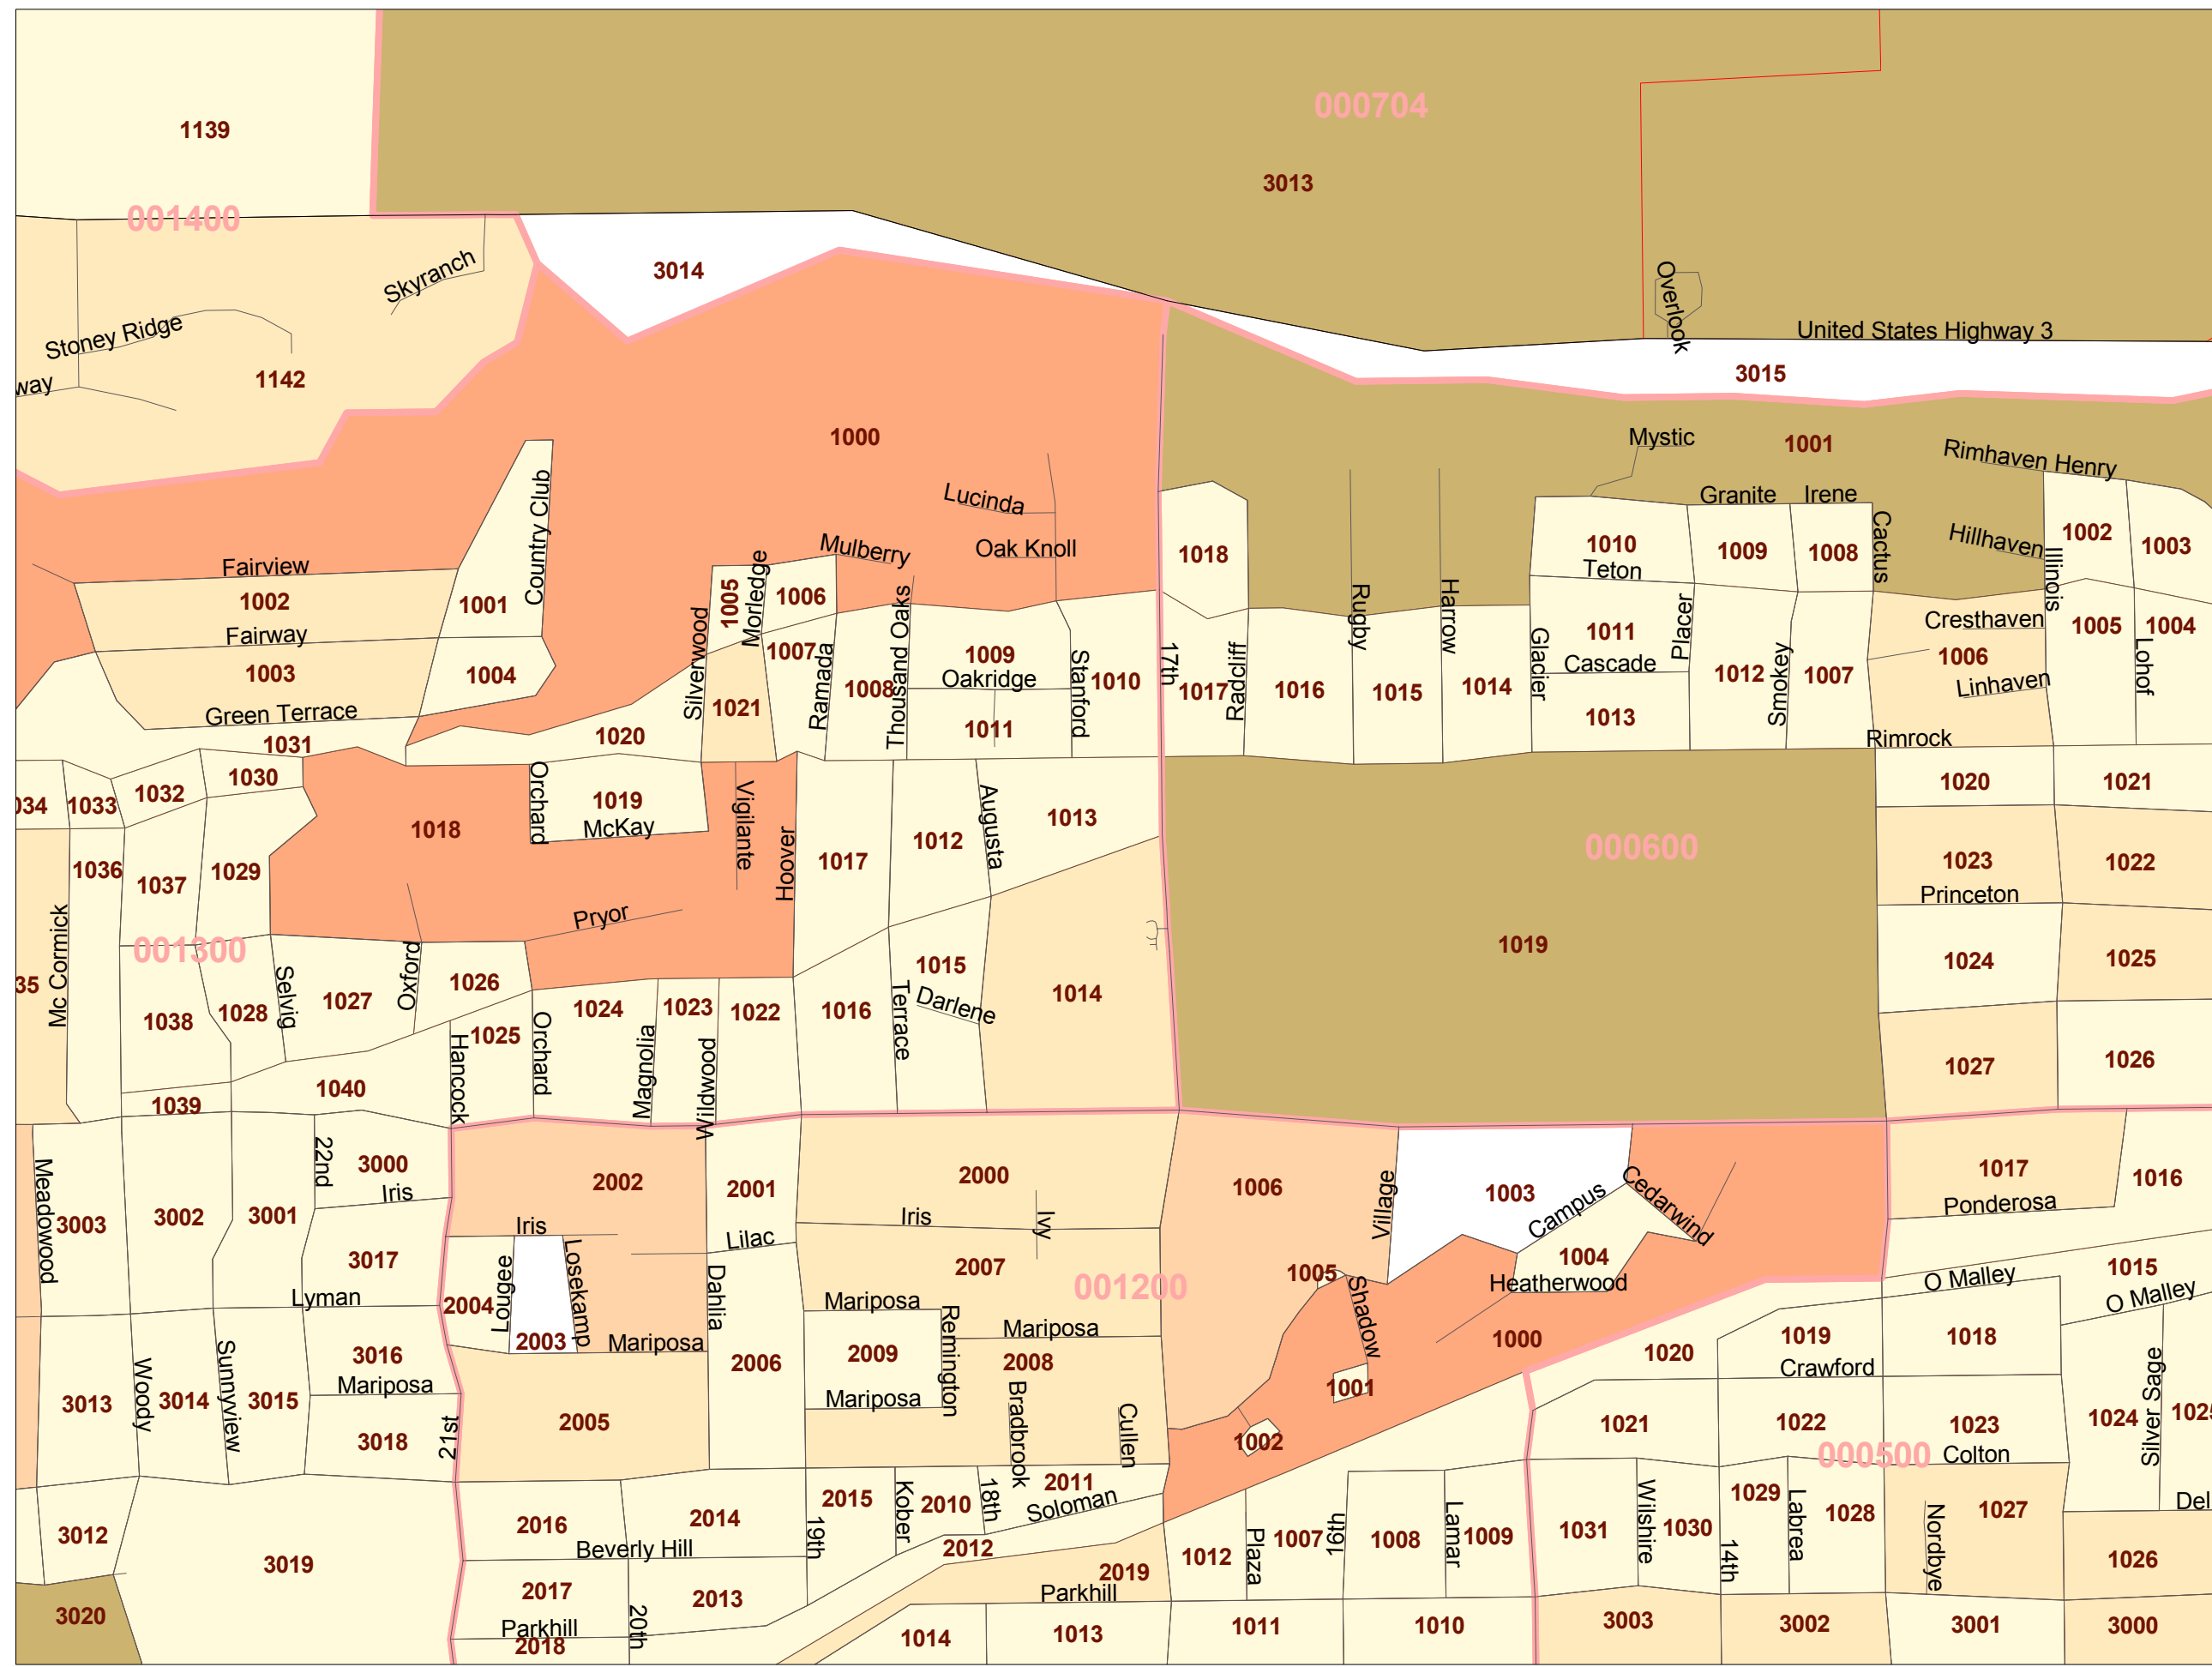 000704
1139
3013
001400
Skyranch
3014
Overlook
United States Highway 3
Stoney Ridge
1142
way
3015
1000
Mystic
1001
Rimhaven Henry
Country Club
Lucinda
Granite
Irene
Cactus
Mulberry
Oak Knoll
1018
1010
1009
1008
Hillhaven
1002
1003
Teton
Illinois
Fairview
1002
1001
1005
Morledge
1006
Thousand Oaks
Rugby
Harrow
Fairway
Silverwood
1007
Ramada
1009
Stanford
17th
Radcliff
Glacier
1011
Placer
Cresthaven
1005
1004
1003
1004
1008
Oakridge
1010
1017
1016
1015
1014
Cascade
1012
Smokey
1007
1006
Linhaven
Lohof
Green Terrace
1021
1011
1013
Rimrock
1031
1020
034
1033
1032
1030
Orchard
1019
McKay
Vigilante
Hoover
1018
1017
1012
Augusta
1013
000600
1020
1021
1036
1037
1029
1023
1022
Princeton
Mc Cormick
001300
Pryor
1019
1024
1025
35
1038
1028
Selvig
1027
Oxford
1026
1015
Darlene
Terrace
1014
1024
1023
1022
1016
Hancock
1025
Orchard
Magnolia
Wildwood
1027
1026
1039
1040
Meadowood
3003
3002
3001
22nd
3000
Iris
2002
2001
2000
1006
Village
1003
Campus
Cedarwind
1017
1016
Ponderosa
Iris
Lilac
Iris
Ivy
3017
Lyman
2004
Lougee
2003
Losekamp
Mariposa
Dahlia
2007
001200
1005
Shadow
1004
Heatherwood
1015
O Malley
O Malley
Mariposa
Remington
Mariposa
3016
Mariposa
2006
2009
2008
1000
1020
1019
1018
Crawford
3013
Woody
3014
Sunnyview
3015
3018
21st
2005
Mariposa
Bradbrook
Cullen
1001
1002
1021
1022
1023
1024
Silver Sage
1025
000500
Colton
3012
3019
2016
2014
Beverly Hill
19th
2015
Kober
2010
18th
2011
Soloman
2012
1012
Plaza
1007
16th
1008
Lamar
1009
1031
Wilshire
1030
1029
14th
Labrea
1028
Nordbye
1027
Del
1026
3020
2017
2013
Parkhill
2018
20th
2019
Parkhill
1014
1013
1011
1010
3003
3002
3001
3000